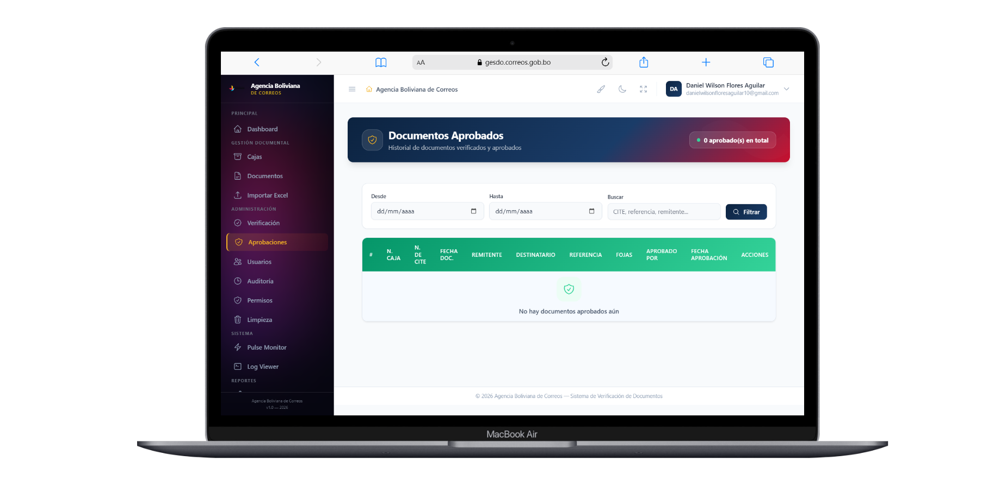 AA
gesdo.correos.gob.bo
Agencia Boliviana
DE CORREOS
Agencia Boliviana de Correos
DA
Daniel Wilson Flores Aguilar
danielwilsonfloresaguilar10@gmail.com
PRINCIPAL
Dashboard
GESTIÓN DOCUMENTAL
Cajas
Documentos
Importar Excel
ADMINISTRACIÓN
Verificación
Aprobaciones
Usuarios
Auditoría
Permisos
Limpieza
SISTEMA
Pulse Monitor
Log Viewer
REPORTES
Agencia Boliviana de Correos
v1.0 — 2026
Documentos Aprobados
Historial de documentos verificados y aprobados
0 aprobado(s) en total
Desde
dd/mm/aaaa
Hasta
dd/mm/aaaa
Buscar
CITE, referencia, remitente...
Filtrar
#
N. CAJA
N. DE CITE
FECHA DOC.
REMITENTE
DESTINATARIO
REFERENCIA
FOJAS
APROBADO POR
FECHA APROBACIÓN
ACCIONES
No hay documentos aprobados aún
© 2026 Agencia Boliviana de Correos — Sistema de Verificación de Documentos
MacBook Air